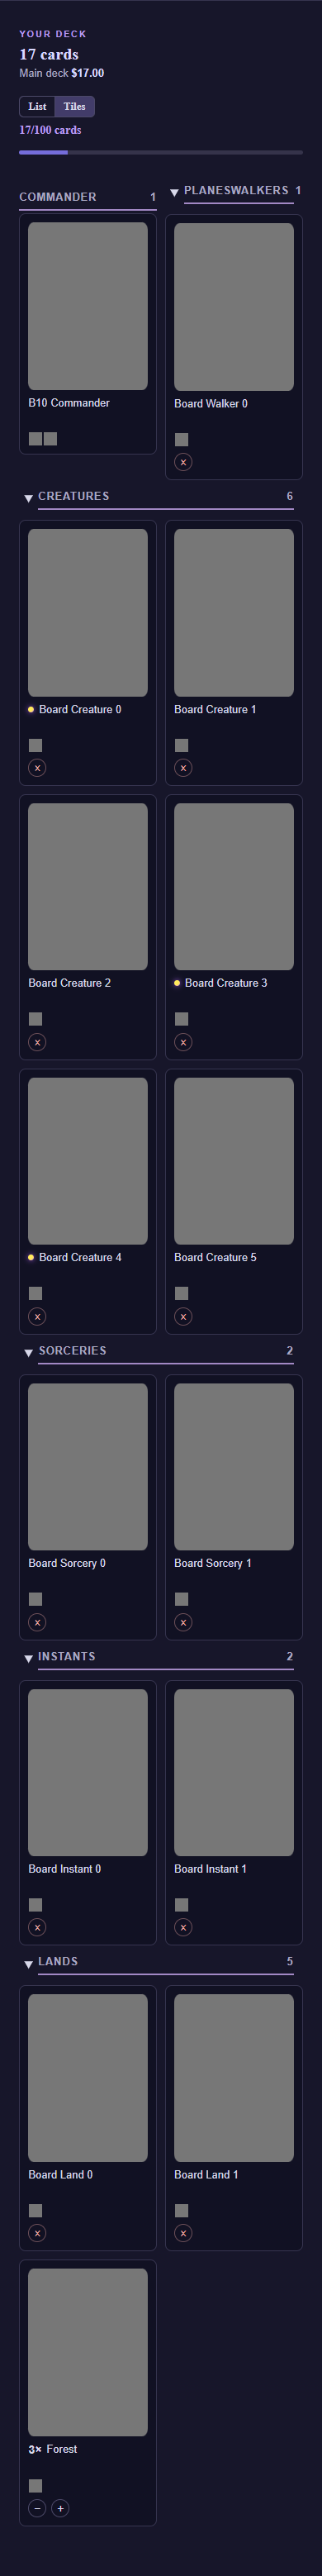 YOUR DECK
17 cards
Main deck $17.00
List Tiles
17/100 cards
COMMANDER 1
B10 Commander
▼ PLANESWALKERS 1
Board Walker 0
x
▼ CREATURES 6
Board Creature 0
x
Board Creature 1
x
Board Creature 2
x
Board Creature 3
x
Board Creature 4
x
Board Creature 5
x
▼ SORCERIES 2
Board Sorcery 0
x
Board Sorcery 1
x
▼ INSTANTS 2
Board Instant 0
x
Board Instant 1
x
▼ LANDS 5
Board Land 0
x
Board Land 1
x
3× Forest
− +